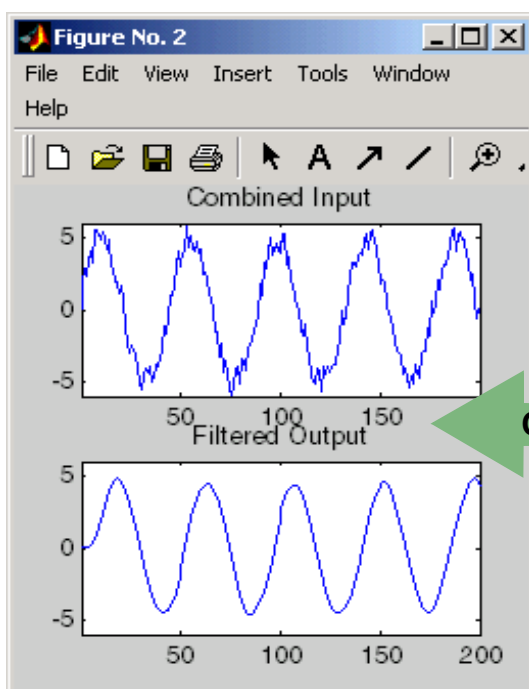 Figure No. 2
File Edit View Insert Tools Window
Help
A
Combined Input
5
0
-5
50 100 150
Filtered Output
5
0
-5
50 100 150 200